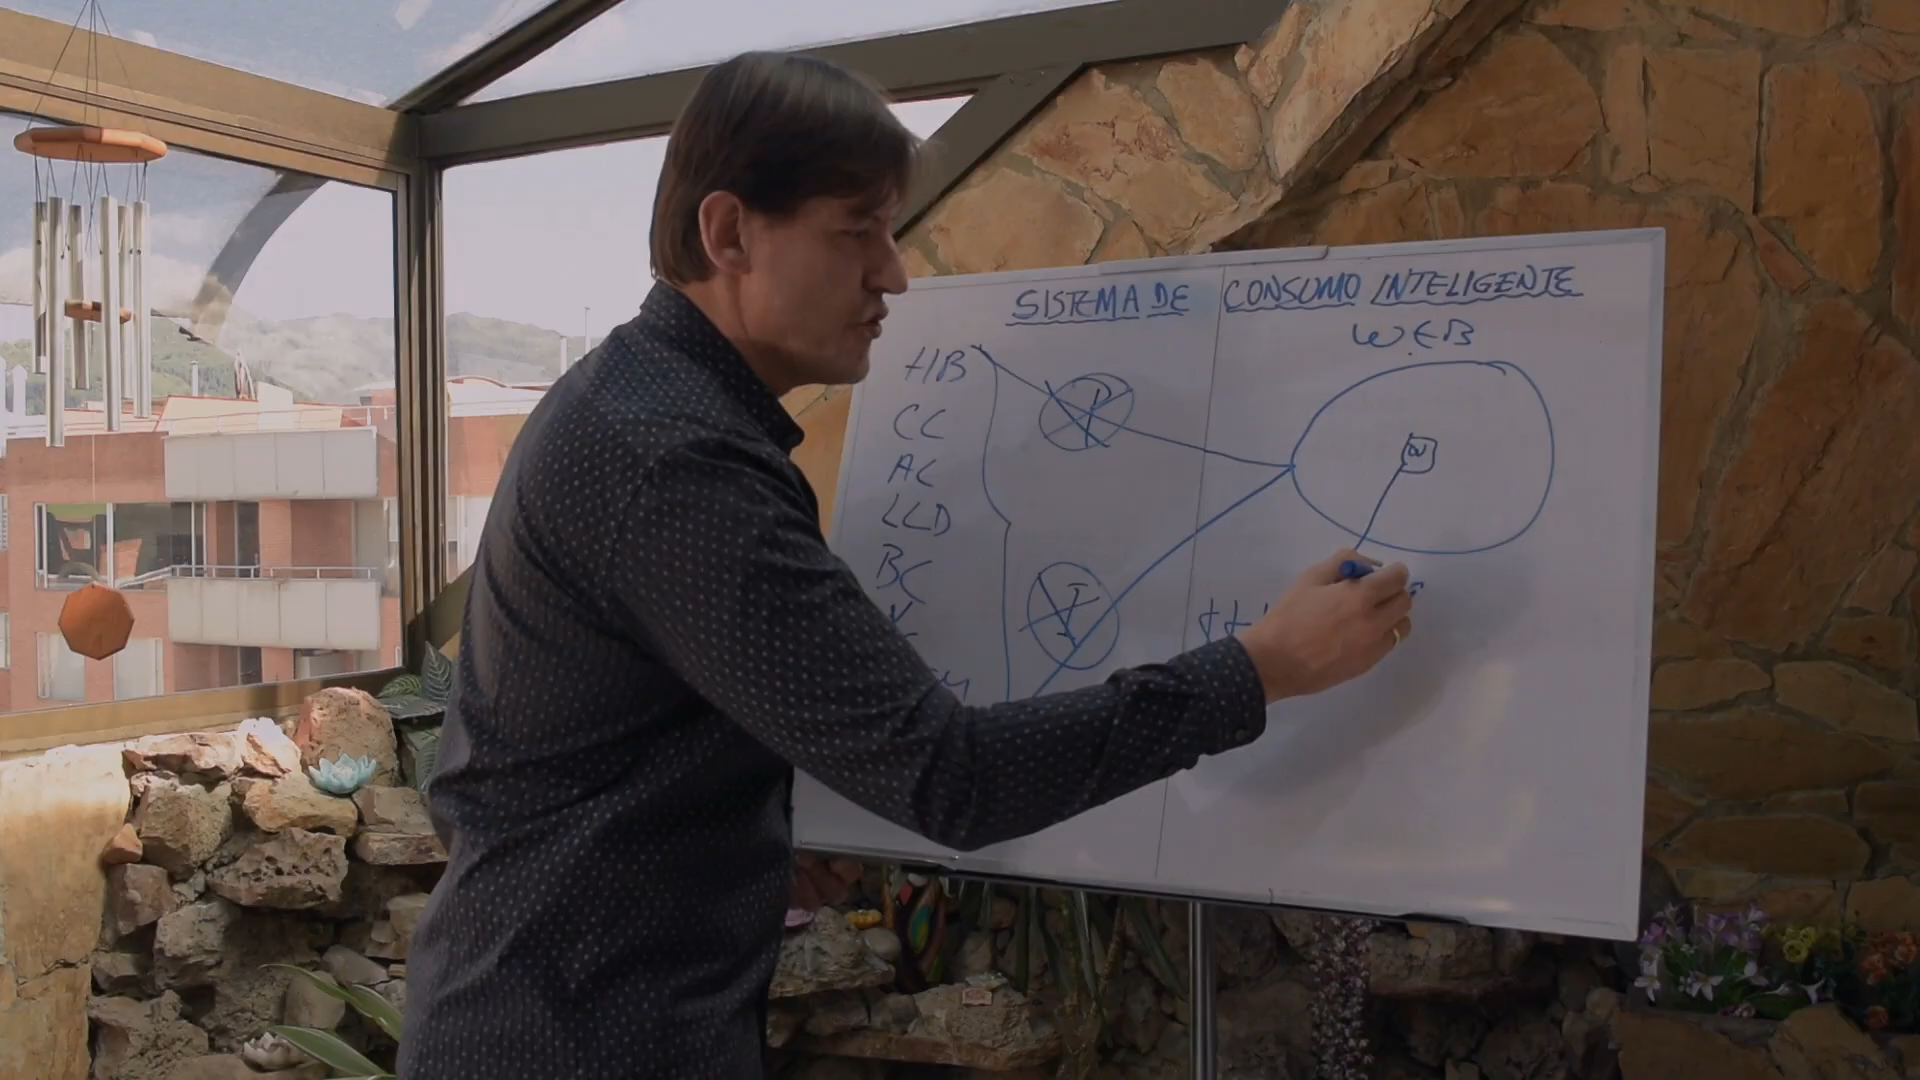 SISTEMA DE CONSUMO INTELIGENTE
WEB
HB
CC
AC
LLD
BC
P
I